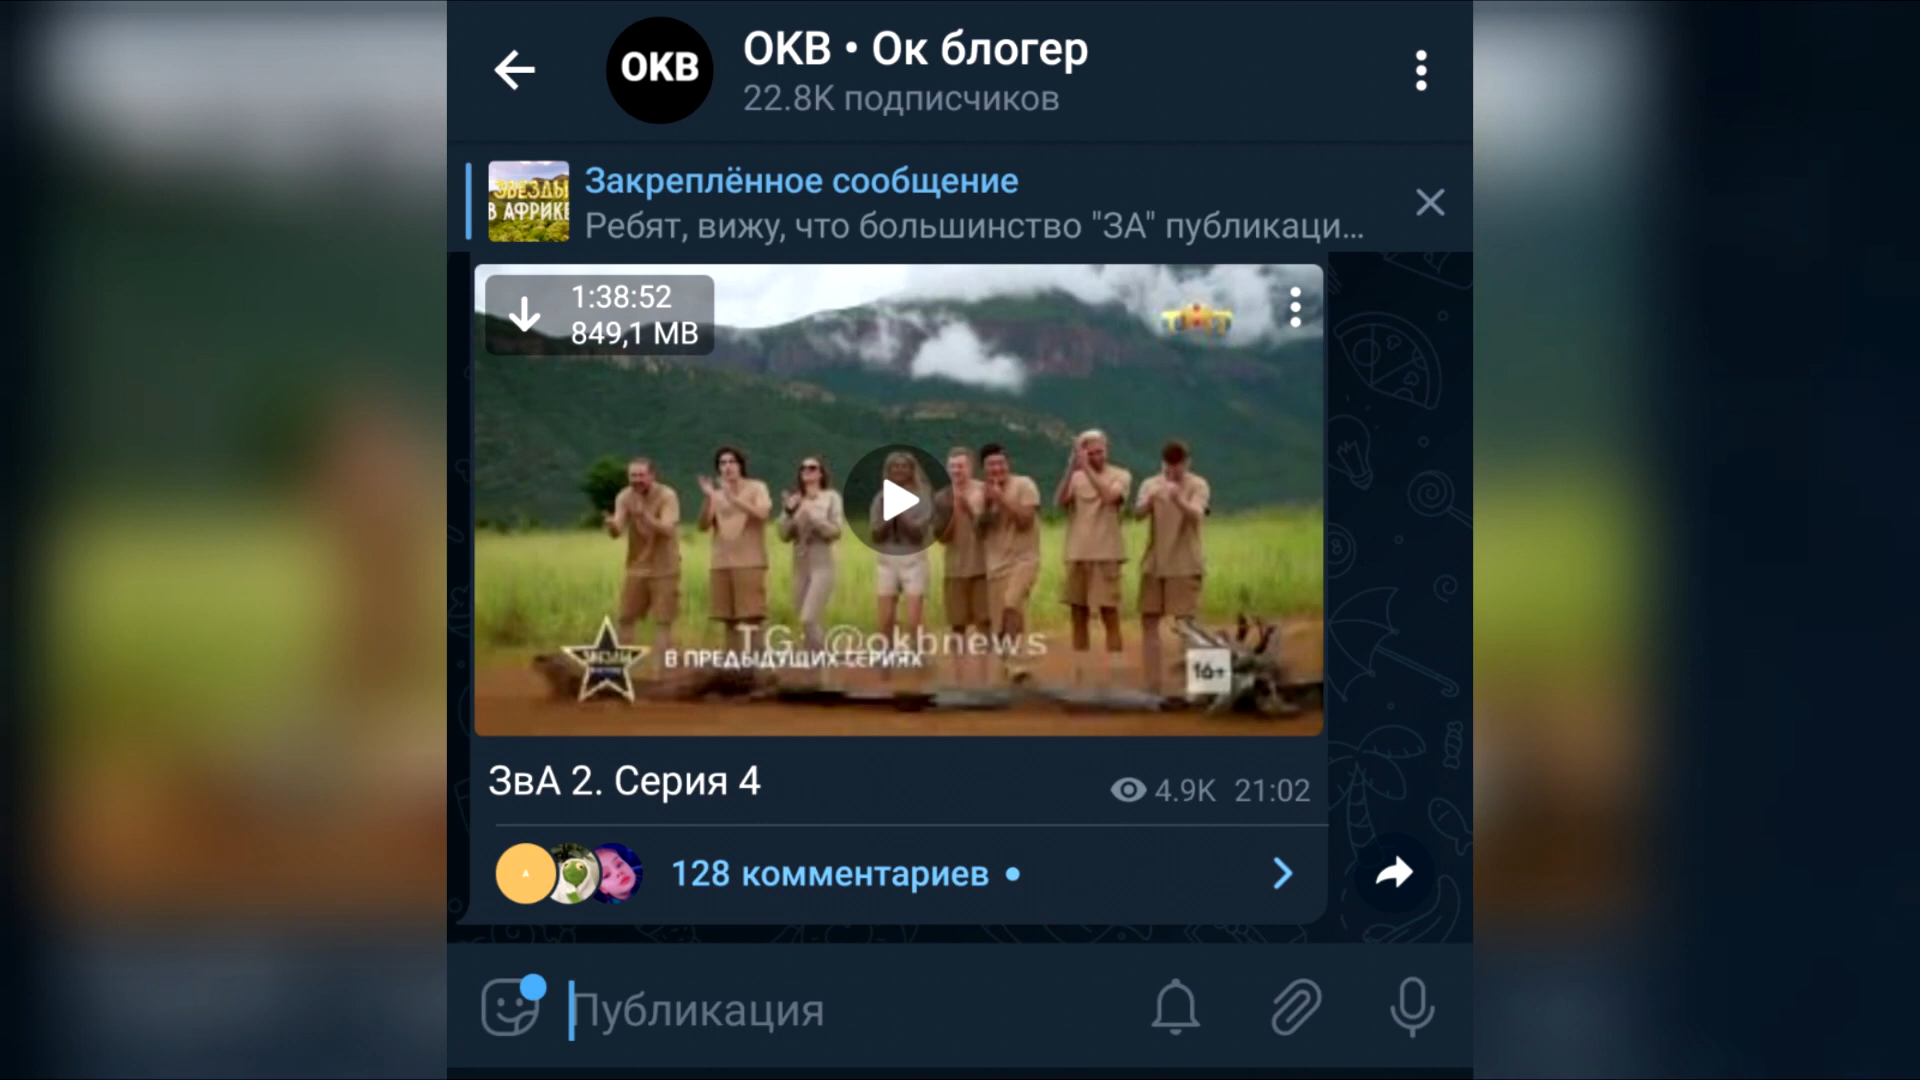 OKB
OKB • Ок блогер
22.8K подписчиков
ЗВЕЗДЫ
В АФРИКЕ
Закреплённое сообщение
Ребят, вижу, что большинство "ЗА" публикаци...
1:38:52
849,1 MB
TG: @okbnews
В ПРЕДЫДУЩИХ СЕРИЯХ
16+
ЗвА 2. Серия 4
4.9K 21:02
A
128 комментариев •
Публикация